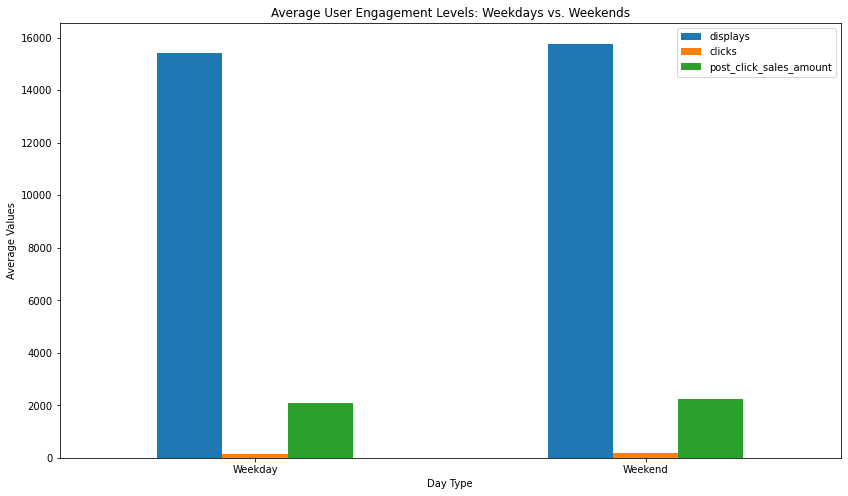 Average User Engagement Levels: Weekdays vs. Weekends
displays
clicks
post_click_sales_amount
16000
14000
12000
10000
8000
6000
4000
2000
0
Average Values
Weekday
Weekend
Day Type